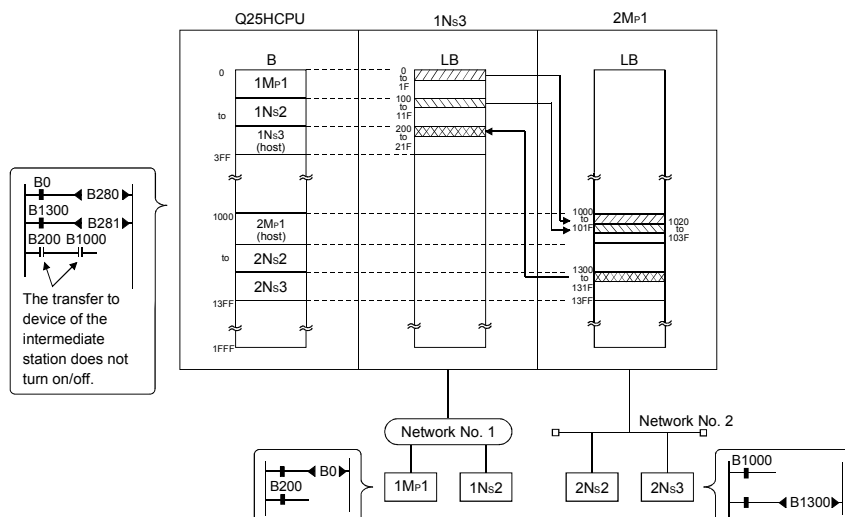 Q25HCPU
1Ns3
2MP1
B
LB
LB
0
to
3FF
1MP1
1Ns2
1Ns3
(host)
0
to
1F
100
to
11F
200
to
21F
B0
B280
B1300
B281
B200 B1000
The transfer to
device of the
intermediate
station does not
turn on/off.
1000
to
13FF
1FFF
2MP1
(host)
2Ns2
2Ns3
1000
to
101F
1020
to
103F
1300
to
131F
13FF
Network No. 1
Network No. 2
B0
B200
1MP1
1Ns2
2Ns2
2Ns3
B1000
B1300